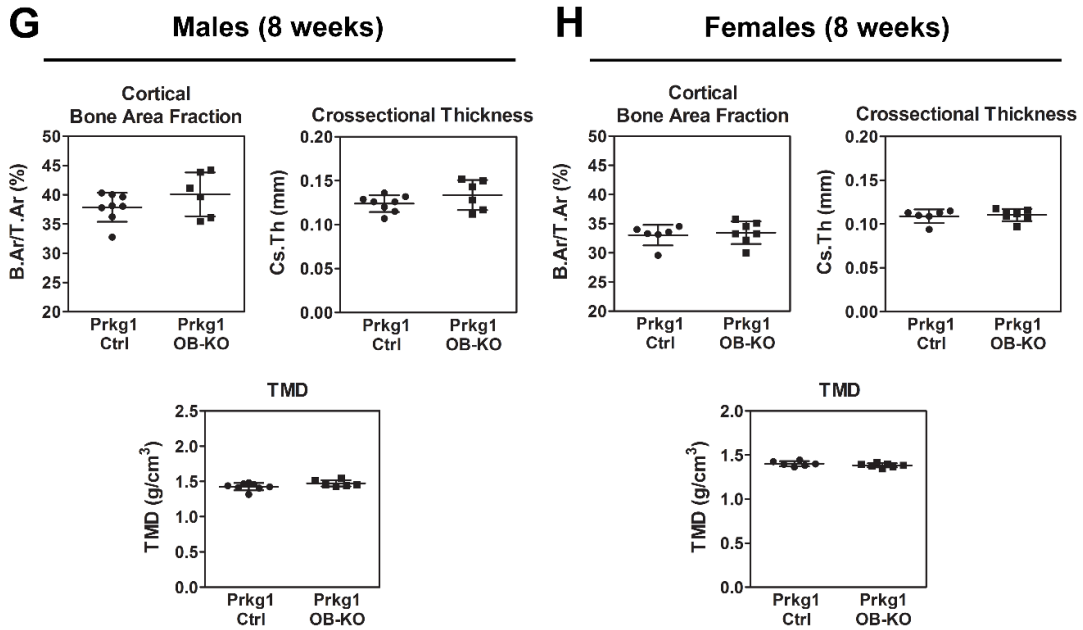 G
Males (8 weeks)
Cortical
Bone Area Fraction
B.Ar/T.Ar (%)
50
45
40
35
30
25
20
Prkg1
Ctrl
Prkg1
OB-KO
Crossectional Thickness
Cs.Th (mm)
0.20
0.15
0.10
0.05
0.00
Prkg1
Ctrl
Prkg1
OB-KO
TMD
TMD (g/cm³)
2.5
2.0
1.5
1.0
0.5
0.0
Prkg1
Ctrl
Prkg1
OB-KO
H
Females (8 weeks)
Cortical
Bone Area Fraction
B.Ar/T.Ar (%)
50
45
40
35
30
25
20
Prkg1
Ctrl
Prkg1
OB-KO
Crossectional Thickness
Cs.Th (mm)
0.20
0.15
0.10
0.05
0.00
Prkg1
Ctrl
Prkg1
OB-KO
TMD
TMD (g/cm³)
2.0
1.5
1.0
0.5
0.0
Prkg1
Ctrl
Prkg1
OB-KO